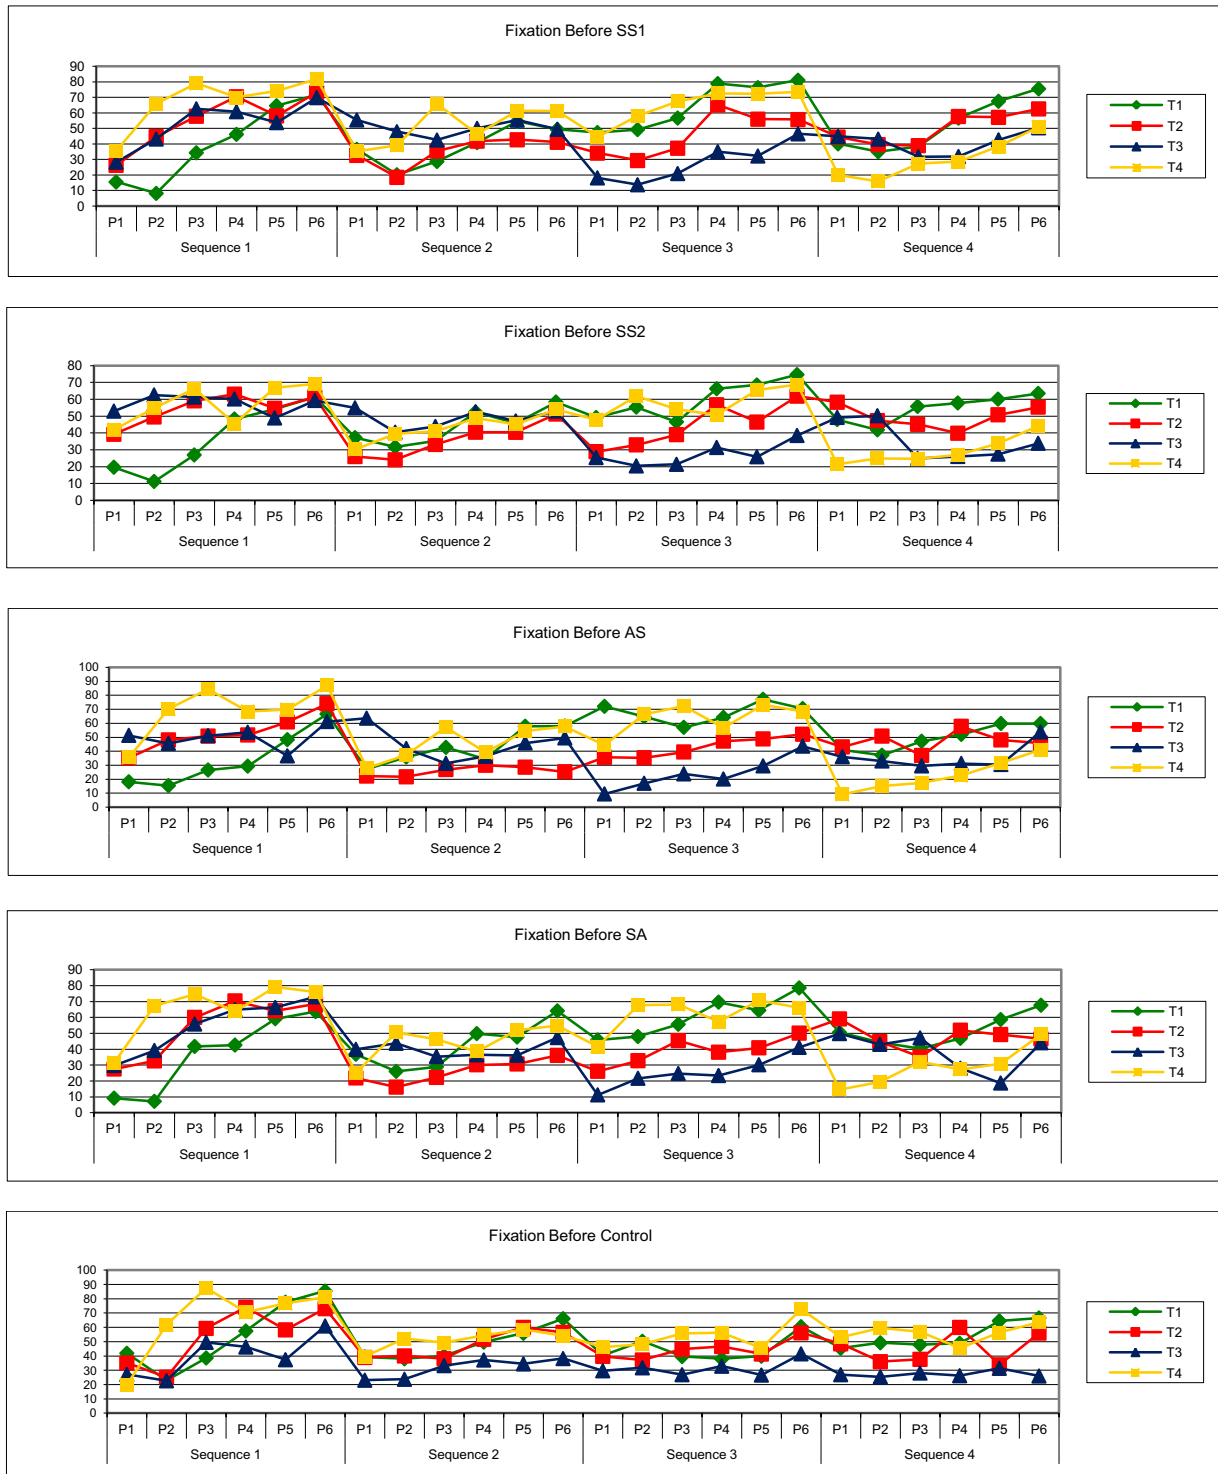 Fixation Before SS1
90
80
70
60
50
40
30
20
10
0
P1 P2 P3 P4 P5 P6 P1 P2 P3 P4 P5 P6 P1 P2 P3 P4 P5 P6 P1 P2 P3 P4 P5 P6
Sequence 1 Sequence 2 Sequence 3 Sequence 4
T1
T2
T3
T4
Fixation Before SS2
80
70
60
50
40
30
20
10
0
P1 P2 P3 P4 P5 P6 P1 P2 P3 P4 P5 P6 P1 P2 P3 P4 P5 P6 P1 P2 P3 P4 P5 P6
Sequence 1 Sequence 2 Sequence 3 Sequence 4
T1
T2
T3
T4
Fixation Before AS
100
90
80
70
60
50
40
30
20
10
0
P1 P2 P3 P4 P5 P6 P1 P2 P3 P4 P5 P6 P1 P2 P3 P4 P5 P6 P1 P2 P3 P4 P5 P6
Sequence 1 Sequence 2 Sequence 3 Sequence 4
T1
T2
T3
T4
Fixation Before SA
90
80
70
60
50
40
30
20
10
0
P1 P2 P3 P4 P5 P6 P1 P2 P3 P4 P5 P6 P1 P2 P3 P4 P5 P6 P1 P2 P3 P4 P5 P6
Sequence 1 Sequence 2 Sequence 3 Sequence 4
T1
T2
T3
T4
Fixation Before Control
100
90
80
70
60
50
40
30
20
10
0
P1 P2 P3 P4 P5 P6 P1 P2 P3 P4 P5 P6 P1 P2 P3 P4 P5 P6 P1 P2 P3 P4 P5 P6
Sequence 1 Sequence 2 Sequence 3 Sequence 4
T1
T2
T3
T4